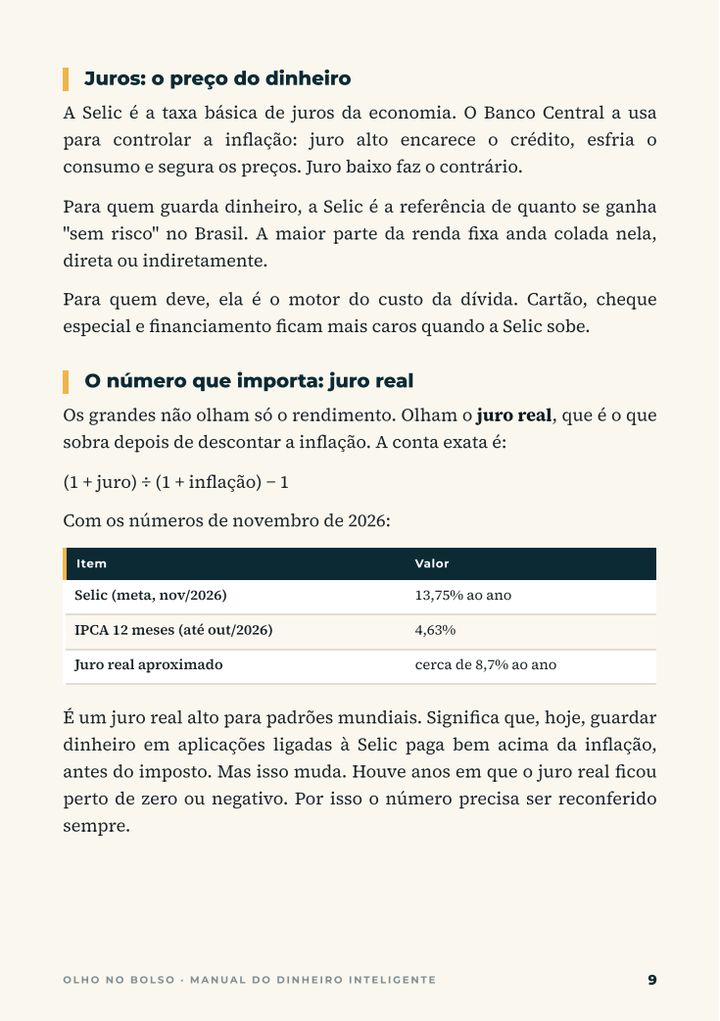 Juros: o preço do dinheiro
A Selic é a taxa básica de juros da economia. O Banco Central a usa
para controlar a inflação: juro alto encarece o crédito, esfria o
consumo e segura os preços. Juro baixo faz o contrário.
Para quem guarda dinheiro, a Selic é a referência de quanto se ganha
"sem risco" no Brasil. A maior parte da renda fixa anda colada nela,
direta ou indiretamente.
Para quem deve, ela é o motor do custo da dívida. Cartão, cheque
especial e financiamento ficam mais caros quando a Selic sobe.
O número que importa: juro real
Os grandes não olham só o rendimento. Olham o juro real, que é o que
sobra depois de descontar a inflação. A conta exata é:
(1 + juro) ÷ (1 + inflação) − 1
Com os números de novembro de 2026:
Item Valor
Selic (meta, nov/2026) 13,75% ao ano
IPCA 12 meses (até out/2026) 4,63%
Juro real aproximado cerca de 8,7% ao ano
É um juro real alto para padrões mundiais. Significa que, hoje, guardar
dinheiro em aplicações ligadas à Selic paga bem acima da inflação,
antes do imposto. Mas isso muda. Houve anos em que o juro real ficou
perto de zero ou negativo. Por isso o número precisa ser reconferido
sempre.
OLHO NO BOLSO · MANUAL DO DINHEIRO INTELIGENTE 9